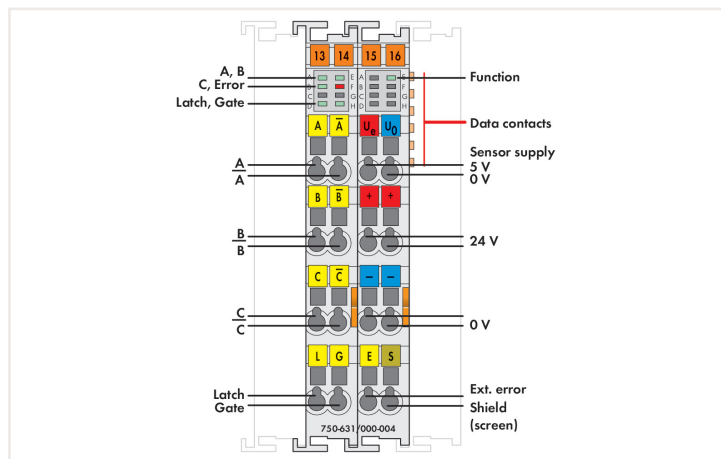 13 14 15 16
A, B
C, Error
Latch, Gate
A E A E
B F B F
C G C G
D H D H
Function
Data contacts
A A̅ Ue U0
Sensor supply
A
A̅
5 V
0 V
B B̅ + +
B
B̅
24 V
C C̅ − −
C
C̅
0 V
L G E S
Latch
Gate
Ext. error
Shield
(screen)
750-631/000-004